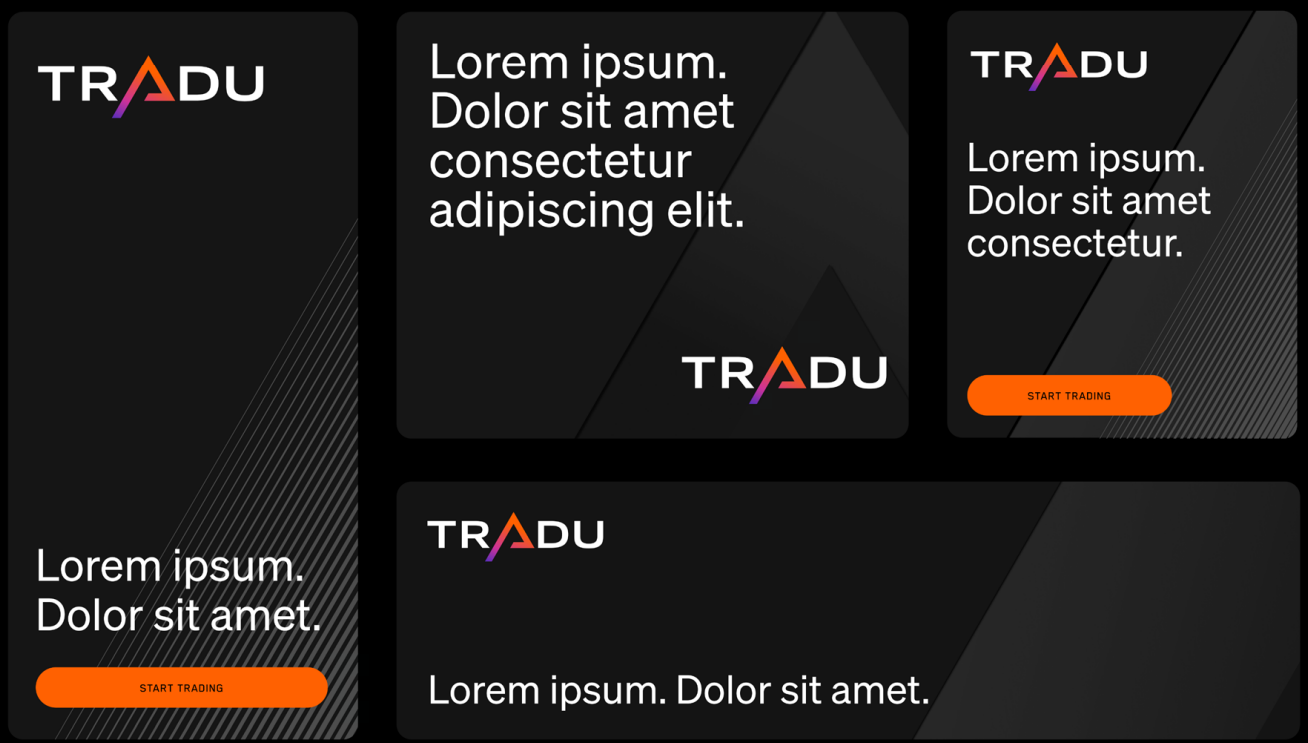 TRADU
Lorem ipsum.
Dolor sit amet.
START TRADING
Lorem ipsum.
Dolor sit amet
consectetur
adipiscing elit.
TRADU
TRADU
Lorem ipsum.
Dolor sit amet
consectetur.
START TRADING
TRADU
Lorem ipsum. Dolor sit amet.